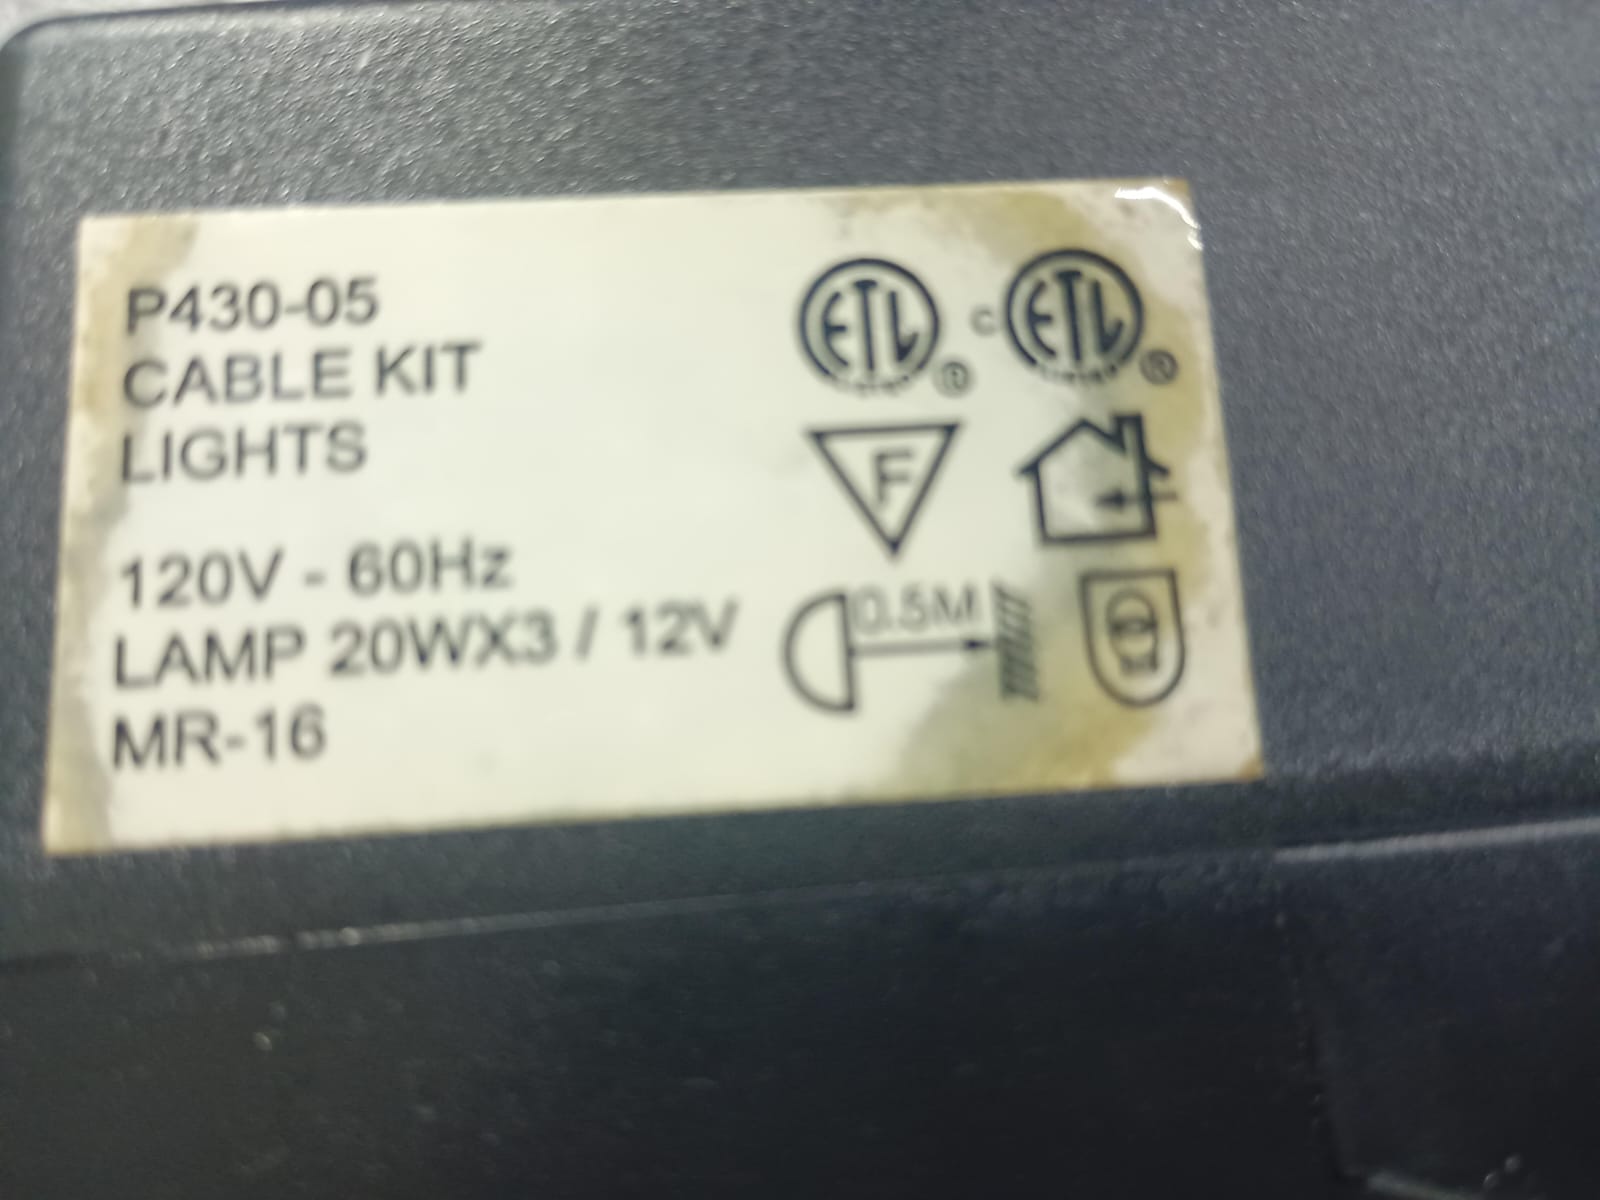 P430-05
CABLE KIT
LIGHTS
120V - 60Hz
LAMP 20WX3 / 12V
MR-16
ETL ®
C ETL ®
F
0.5M